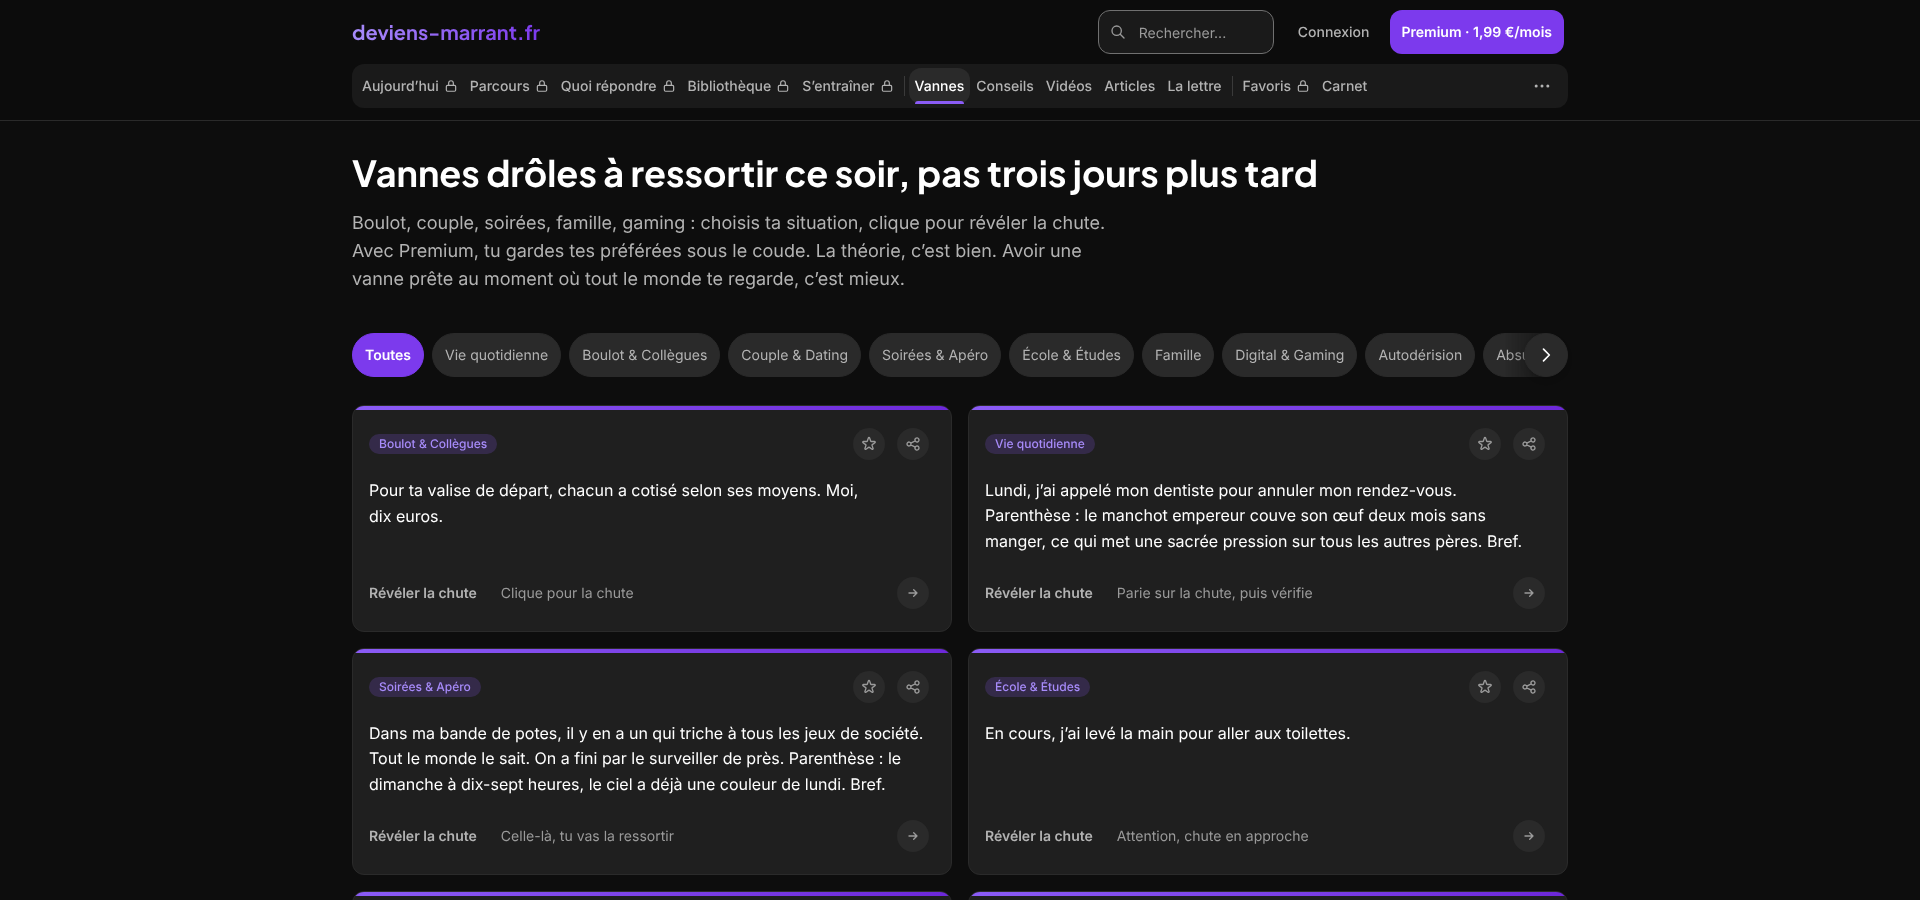 deviens-marrant.fr
Rechercher...
Connexion
Premium · 1,99 €/mois
Aujourd’hui
Parcours
Quoi répondre
Bibliothèque
S’entraîner
Vannes
Conseils
Vidéos
Articles
La lettre
Favoris
Carnet
Vannes drôles à ressortir ce soir, pas trois jours plus tard
Boulot, couple, soirées, famille, gaming : choisis ta situation, clique pour révéler la chute.
Avec Premium, tu gardes tes préférées sous le coude. La théorie, c’est bien. Avoir une
vanne prête au moment où tout le monde te regarde, c’est mieux.
Toutes
Vie quotidienne
Boulot & Collègues
Couple & Dating
Soirées & Apéro
École & Études
Famille
Digital & Gaming
Autodérision
Boulot & Collègues
Pour ta valise de départ, chacun a cotisé selon ses moyens. Moi,
dix euros.
Révéler la chute
Clique pour la chute
Vie quotidienne
Lundi, j’ai appelé mon dentiste pour annuler mon rendez-vous.
Parenthèse : le manchot empereur couve son œuf deux mois sans
manger, ce qui met une sacrée pression sur tous les autres pères. Bref.
Révéler la chute
Parie sur la chute, puis vérifie
Soirées & Apéro
Dans ma bande de potes, il y en a un qui triche à tous les jeux de société.
Tout le monde le sait. On a fini par le surveiller de près. Parenthèse : le
dimanche à dix-sept heures, le ciel a déjà une couleur de lundi. Bref.
Révéler la chute
Celle-là, tu vas la ressortir
École & Études
En cours, j’ai levé la main pour aller aux toilettes.
Révéler la chute
Attention, chute en approche